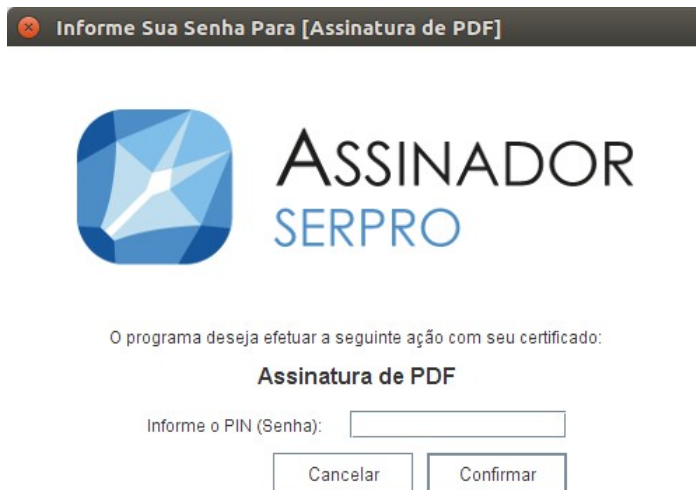 Informe Sua Senha Para [Assinatura de PDF]
ASSINADOR
SERPRO
O programa deseja efetuar a seguinte ação com seu certificado:
Assinatura de PDF
Informe o PIN (Senha):
Cancelar Confirmar